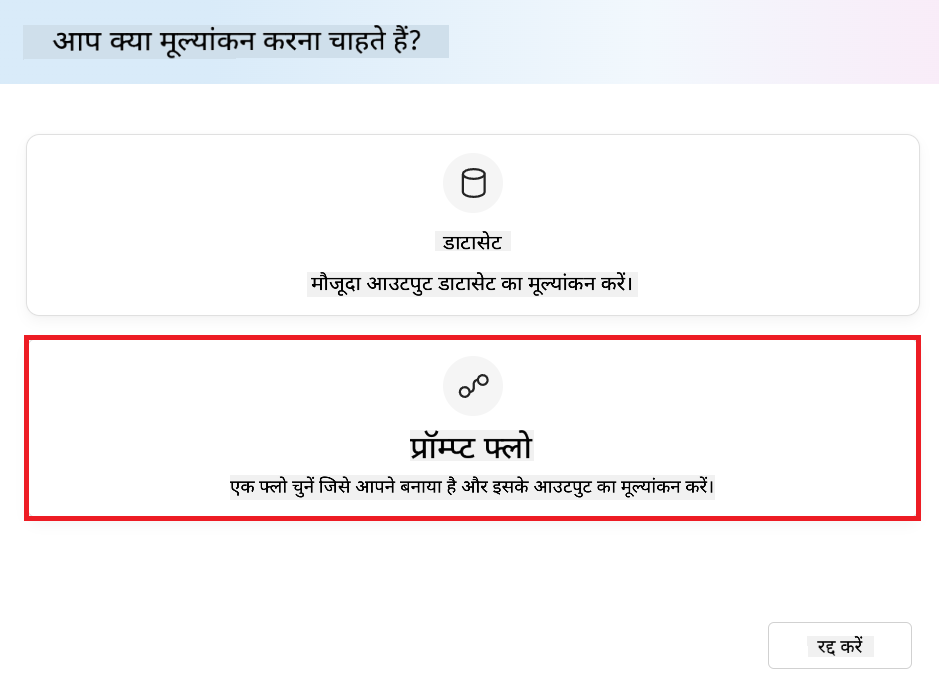 आप क्या मूल्यांकन करना चाहते हैं?
डाटासेट
मौजूदा आउटपुट डाटासेट का मूल्यांकन करें।
प्रॉम्प्ट फ्लो
एक फ्लो चुनें जिसे आपने बनाया है और इसके आउटपुट का मूल्यांकन करें।
रद्द करें